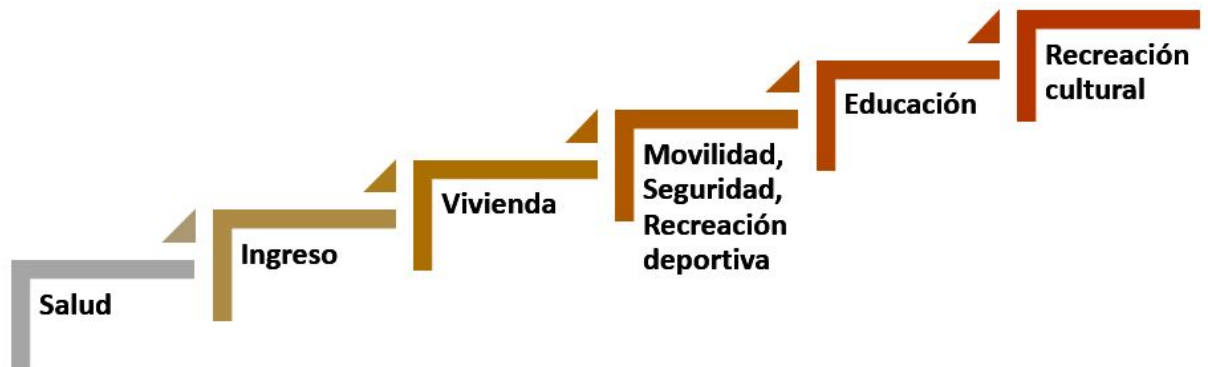 Salud
Ingreso
Vivienda
Movilidad,
Seguridad,
Recreación
deportiva
Educación
Recreación
cultural